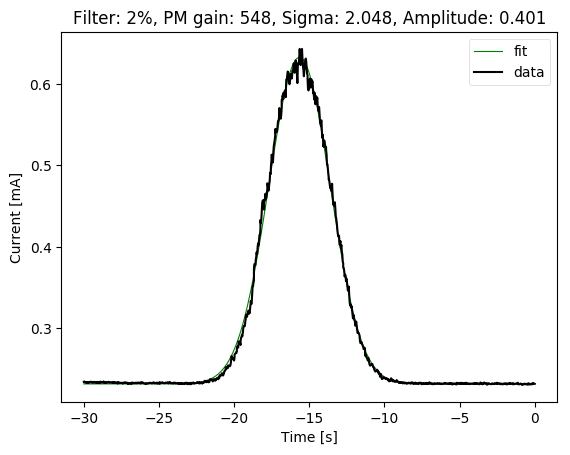 Filter: 2%, PM gain: 548, Sigma: 2.048, Amplitude: 0.401
fit
data
0.6
0.5
0.4
0.3
Current [mA]
−30 −25 −20 −15 −10 −5 0
Time [s]